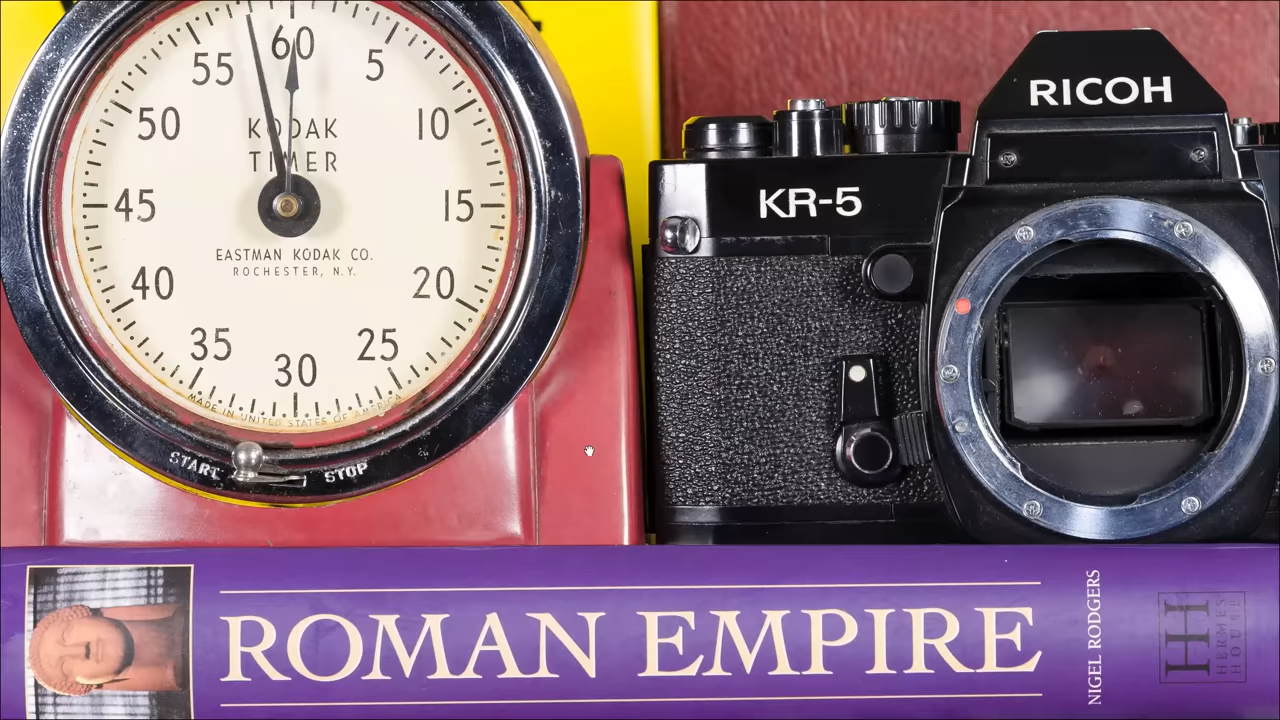 60
55
5
50
10
KODAK
TIMER
45
15
EASTMAN KODAK CO.
ROCHESTER, N.Y.
40
20
35
25
30
MADE IN UNITED STATES OF AMERICA
START
STOP
RICOH
KR-5
ROMAN EMPIRE
NIGEL RODGERS
HH
HERMES
HOUSE